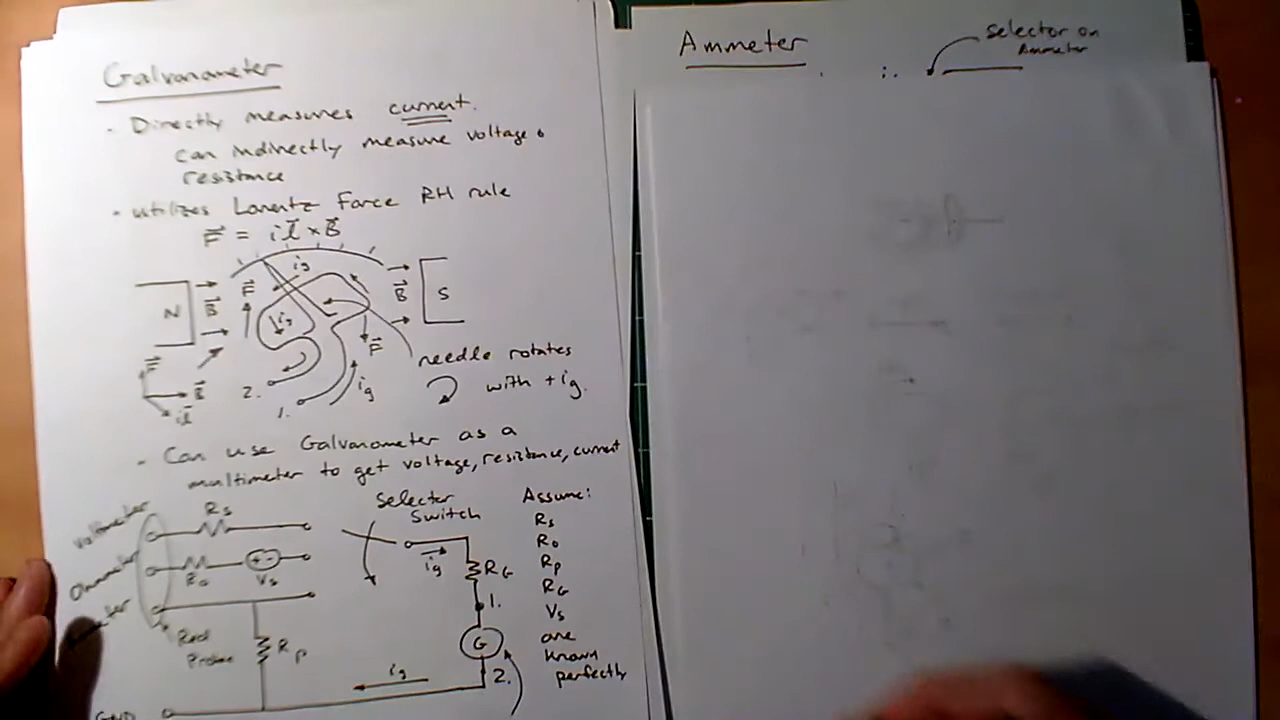 Galvanometer
· Directly measures current.
can indirectly measure voltage &
resistance
· utilizes Lorentz Force RH rule
F = il x B
ig
N
B
F
ig
B
S
F
F
B
il
2.
1.
ig
needle rotates
with + ig.
· Can use Galvanometer as a
multimeter to get voltage, resistance, current
Voltmeter
Rs
Selector
Switch
Assume:
Rs
Ro
Rp
RG
Vs
are
known
perfectly
Ohmmeter
Ro
Vs
+ -
ig
RG
1.
meter
Red
Probe
Rp
G
ig
2.
GND
Ammeter
∴
selector on
Ammeter